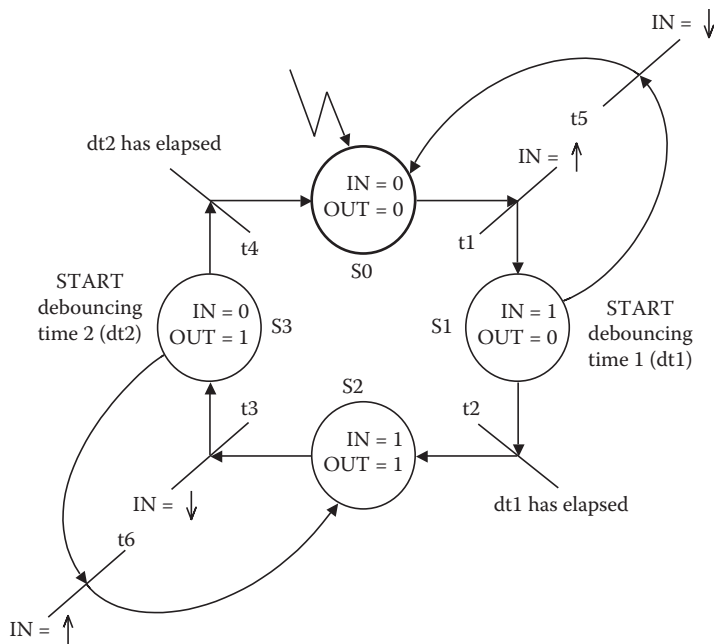 IN = ↓
dt2 has elapsed
t5
IN = ↑
IN = 0
OUT = 0
t4
t1
S0
START
debouncing
time 2 (dt2)
IN = 0
OUT = 1
S3
S1
IN = 1
OUT = 0
START
debouncing
time 1 (dt1)
S2
t3
t2
IN = 1
OUT = 1
IN = ↓
dt1 has elapsed
t6
IN = ↑